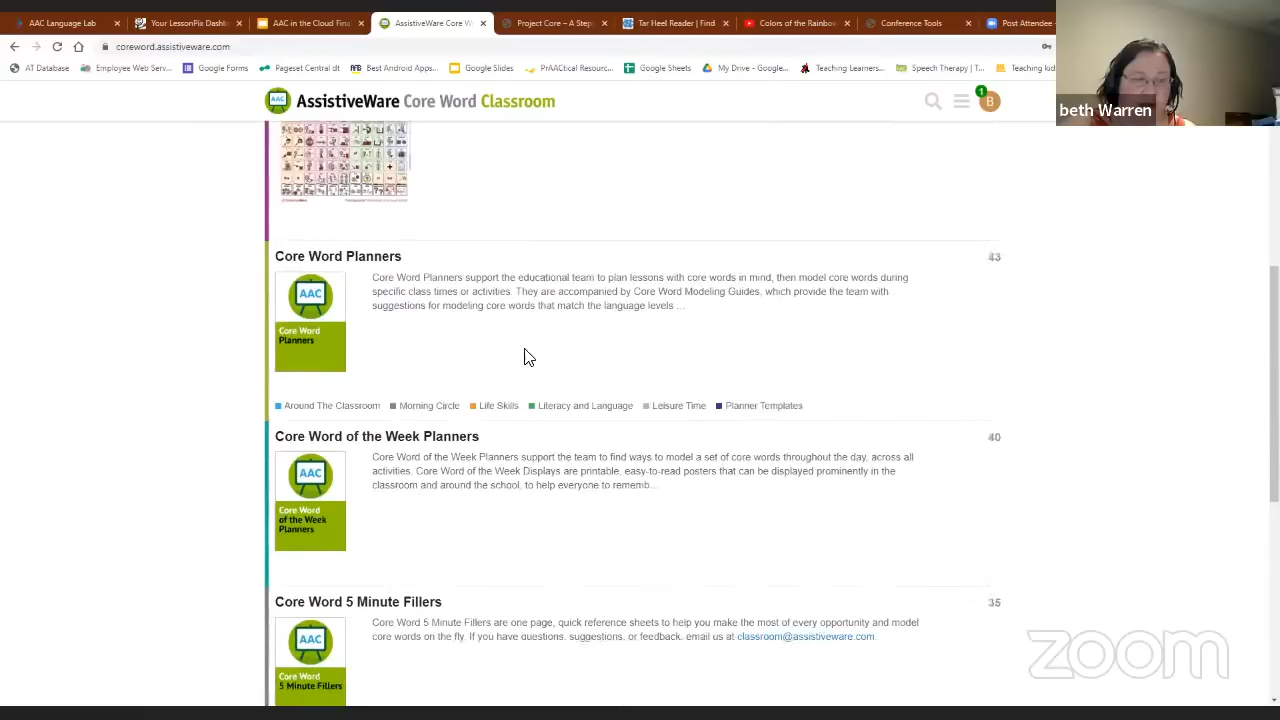 AAC Language Lab
Your LessonPix Dashb
AAC in the Cloud Fina
AssistiveWare Core W
Project Core – A Step
Tar Heel Reader | Find
Colors of the Rainbow
Conference Tools
Post Attendee -
coreword.assistiveware.com
AT Database
Employee Web Serv...
Google Forms
Pageset Central dt
Best Android Apps...
Google Slides
PrAACtical Resourc...
Google Sheets
My Drive - Google...
Teaching Learners...
Speech Therapy | T...
Teaching kid
AAC
AssistiveWare Core Word Classroom
1
B
beth Warren
Core Word Planners
43
AAC
Core Word
Planners
Core Word Planners support the educational team to plan lessons with core words in mind, then model core words during
specific class times or activities. They are accompanied by Core Word Modeling Guides, which provide the team with
suggestions for modeling core words that match the language levels ...
Around The Classroom
Morning Circle
Life Skills
Literacy and Language
Leisure Time
Planner Templates
Core Word of the Week Planners
40
AAC
Core Word
of the Week
Planners
Core Word of the Week Planners support the team to find ways to model a set of core words throughout the day, across all
activities. Core Word of the Week Displays are printable, easy-to-read posters that can be displayed prominently in the
classroom and around the school, to help everyone to rememb...
Core Word 5 Minute Fillers
35
AAC
Core Word
5 Minute Fillers
Core Word 5 Minute Fillers are one page, quick reference sheets to help you make the most of every opportunity and model
core words on the fly. If you have questions, suggestions, or feedback, email us at classroom@assistiveware.com.
zoom